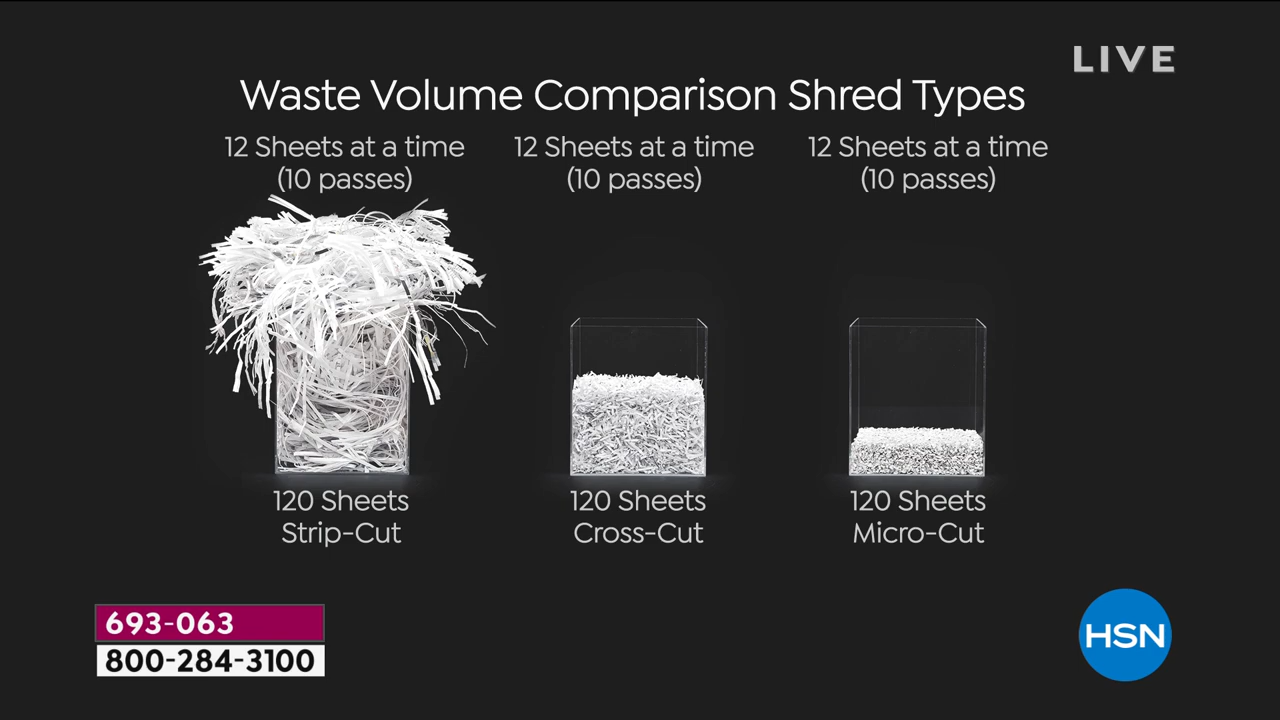 LIVE
Waste Volume Comparison Shred Types
12 Sheets at a time
(10 passes)
12 Sheets at a time
(10 passes)
12 Sheets at a time
(10 passes)
120 Sheets
Strip-Cut
120 Sheets
Cross-Cut
120 Sheets
Micro-Cut
693-063
800-284-3100
HSN